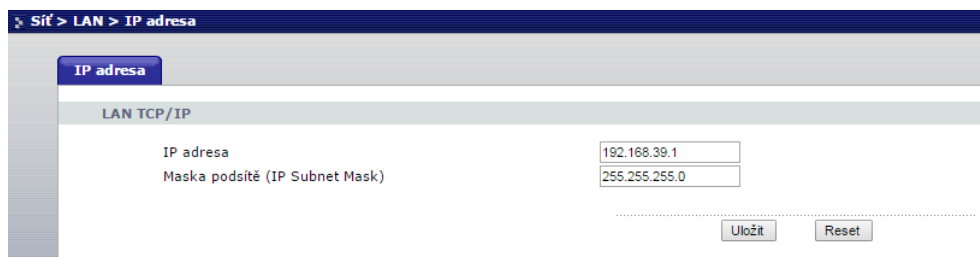 Síť > LAN > IP adresa
IP adresa
LAN TCP/IP
IP adresa 192.168.39.1
Maska podsítě (IP Subnet Mask) 255.255.255.0
Uložit Reset